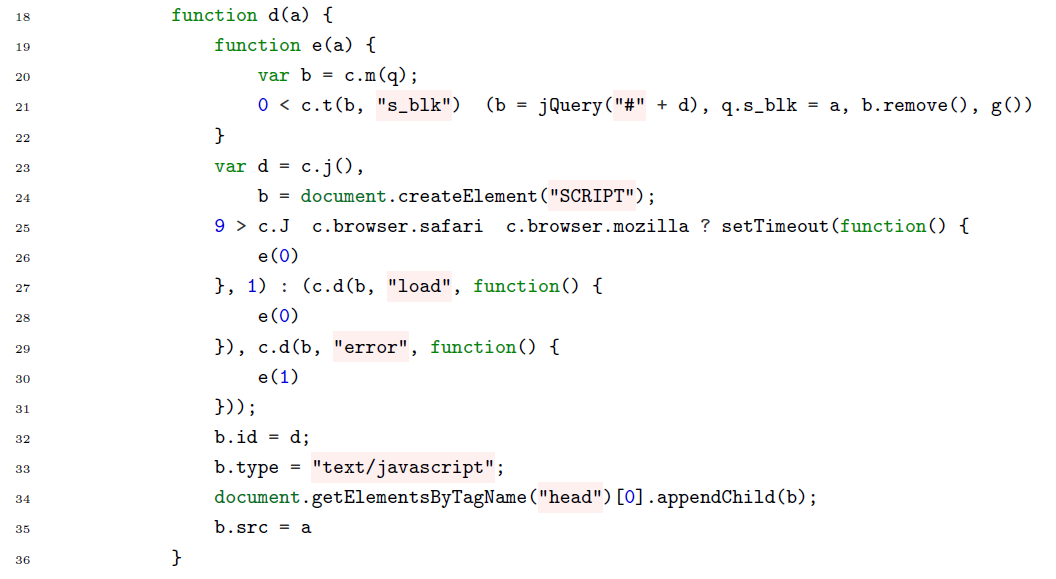 18 function d(a) {
19 function e(a) {
20 var b = c.m(q);
21 0 < c.t(b, "s_blk")  (b = jQuery("#" + d), q.s_blk = a, b.remove(), g())
22 }
23 var d = c.j(),
24 b = document.createElement("SCRIPT");
25 9 > c.J  c.browser.safari  c.browser.mozilla ? setTimeout(function() {
26 e(0)
27 }, 1) : (c.d(b, "load", function() {
28 e(0)
29 }), c.d(b, "error", function() {
30 e(1)
31 }));
32 b.id = d;
33 b.type = "text/javascript";
34 document.getElementsByTagName("head")[0].appendChild(b);
35 b.src = a
36 }